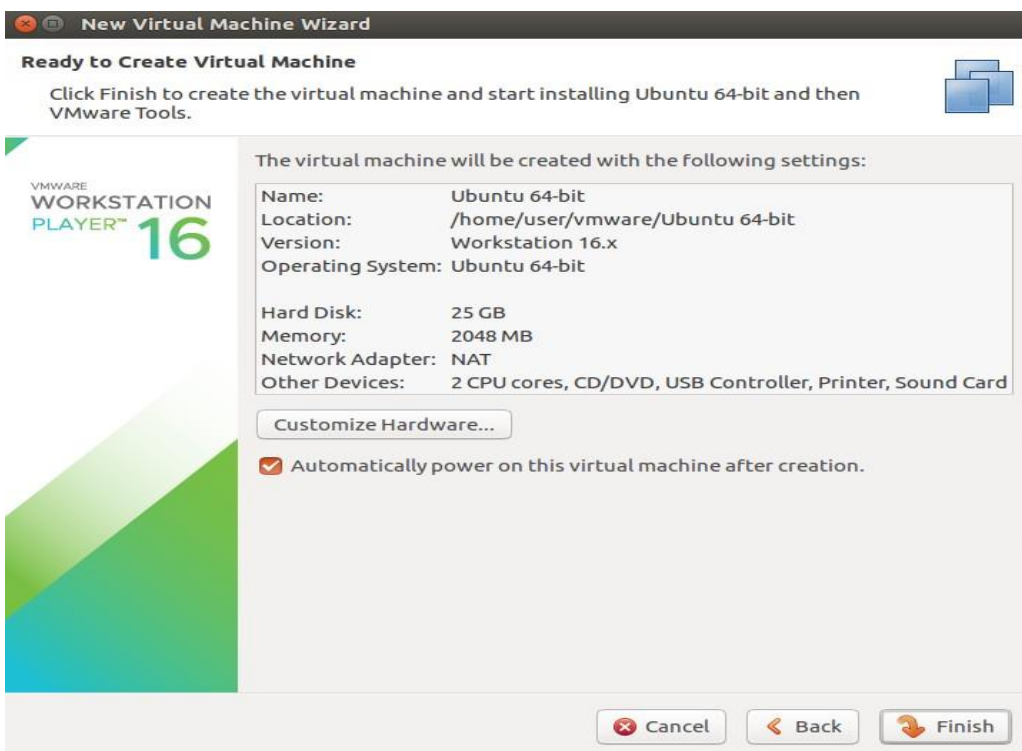 New Virtual Machine Wizard
Ready to Create Virtual Machine
Click Finish to create the virtual machine and start installing Ubuntu 64-bit and then
VMware Tools.
VMWARE
WORKSTATION
PLAYER™ 16
The virtual machine will be created with the following settings:
Name: Ubuntu 64-bit
Location: /home/user/vmware/Ubuntu 64-bit
Version: Workstation 16.x
Operating System: Ubuntu 64-bit
Hard Disk: 25 GB
Memory: 2048 MB
Network Adapter: NAT
Other Devices: 2 CPU cores, CD/DVD, USB Controller, Printer, Sound Card
Customize Hardware...
Automatically power on this virtual machine after creation.
Cancel Back Finish